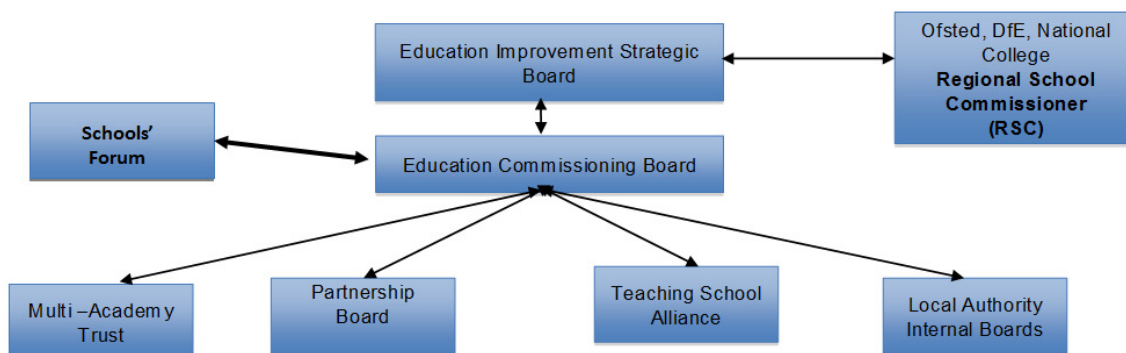 Education Improvement Strategic
Board
Ofsted, DfE, National
College
Regional School
Commissioner
(RSC)
Schools’
Forum
Education Commissioning Board
Multi –Academy
Trust
Partnership
Board
Teaching School
Alliance
Local Authority
Internal Boards